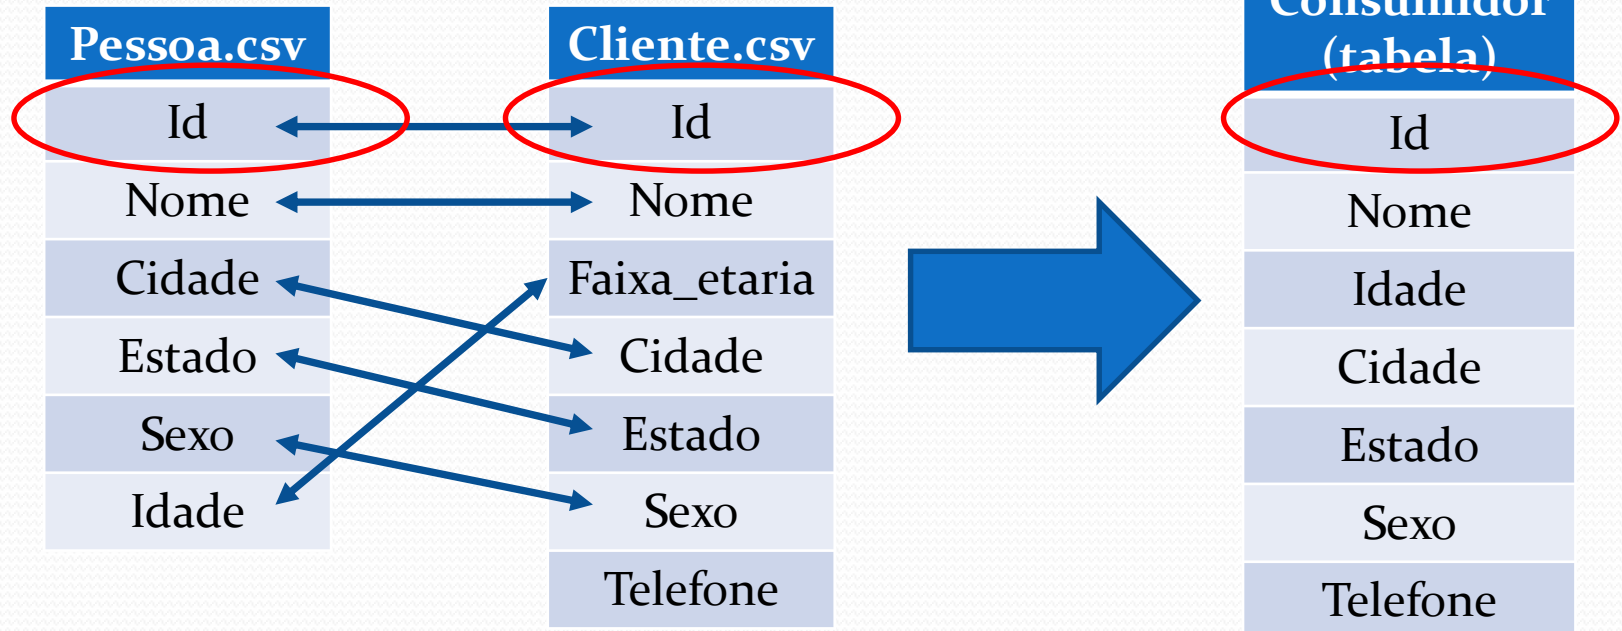 Pessoa.csv
Id
Nome
Cidade
Estado
Sexo
Idade
Cliente.csv
Id
Nome
Faixa_etaria
Cidade
Estado
Sexo
Telefone
Consumidor
(tabela)
Id
Nome
Idade
Cidade
Estado
Sexo
Telefone